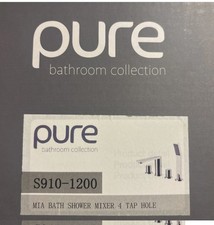 pure
bathroom collection
pure
bathroom collection
S910-1200
MIA BATH SHOWER MIXER 4 TAP HOLE